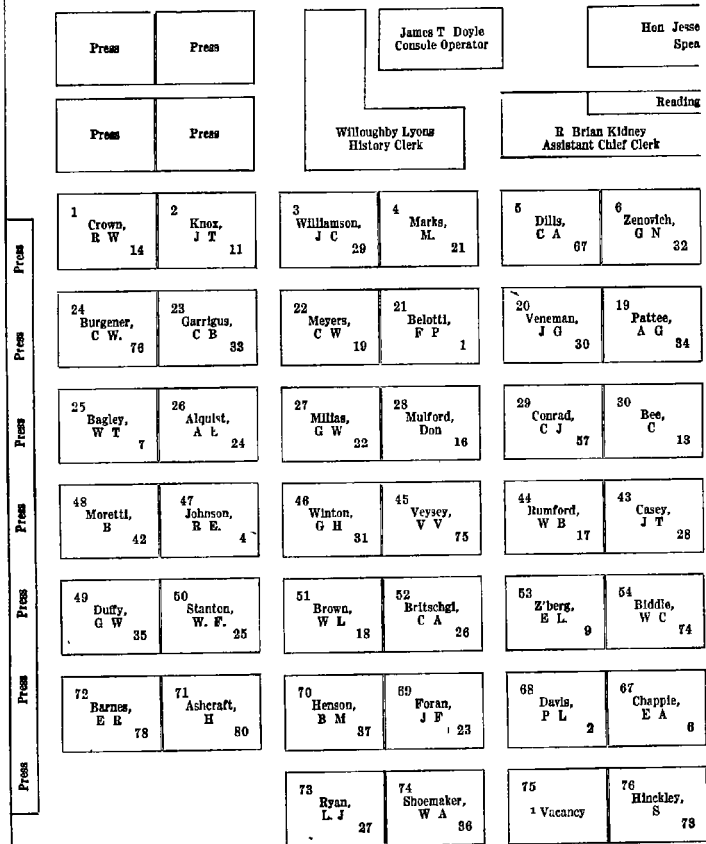 Press
Press
James T Doyle
Console Operator
Hon Jesse
Spea
Reading
Press
Press
Willoughby Lyons
History Clerk
R Brian Kidney
Assistant Chief Clerk
1
Crown,
R W
14
2
Knox,
J T
11
3
Williamson,
J C
29
4
Marks,
M.
21
5
Dills,
C A
67
6
Zenovich,
G N
32
Press
24
Burgener,
C W.
76
23
Garrigus,
C B
33
22
Meyers,
C W
19
21
Belotti,
F P
1
20
Veneman,
J G
30
19
Pattee,
A G
34
Press
25
Bagley,
W T
7
26
Alquist,
A E
24
27
Milias,
G W
22
28
Mulford,
Don
16
29
Conrad,
C J
57
30
Bee,
C
13
Press
48
Moretti,
B
42
47
Johnson,
R E.
4
46
Winton,
G H
31
45
Veysey,
V V
75
44
Rumford,
W B
17
43
Casey,
J T
28
Press
49
Duffy,
G W
35
50
Stanton,
W. F.
25
51
Brown,
W L
18
52
Britschgi,
C A
26
53
Z'berg,
E L.
9
54
Biddle,
W C
74
Press
72
Barnes,
E R
78
71
Ashcraft,
H
80
70
Henson,
B M
37
69
Foran,
J F
23
68
Davis,
P L
2
67
Chappie,
E A
6
Press
73
Ryan,
L. J
27
74
Shoemaker,
W A
36
75
1 Vacancy
76
Hinckley,
S
73
Press